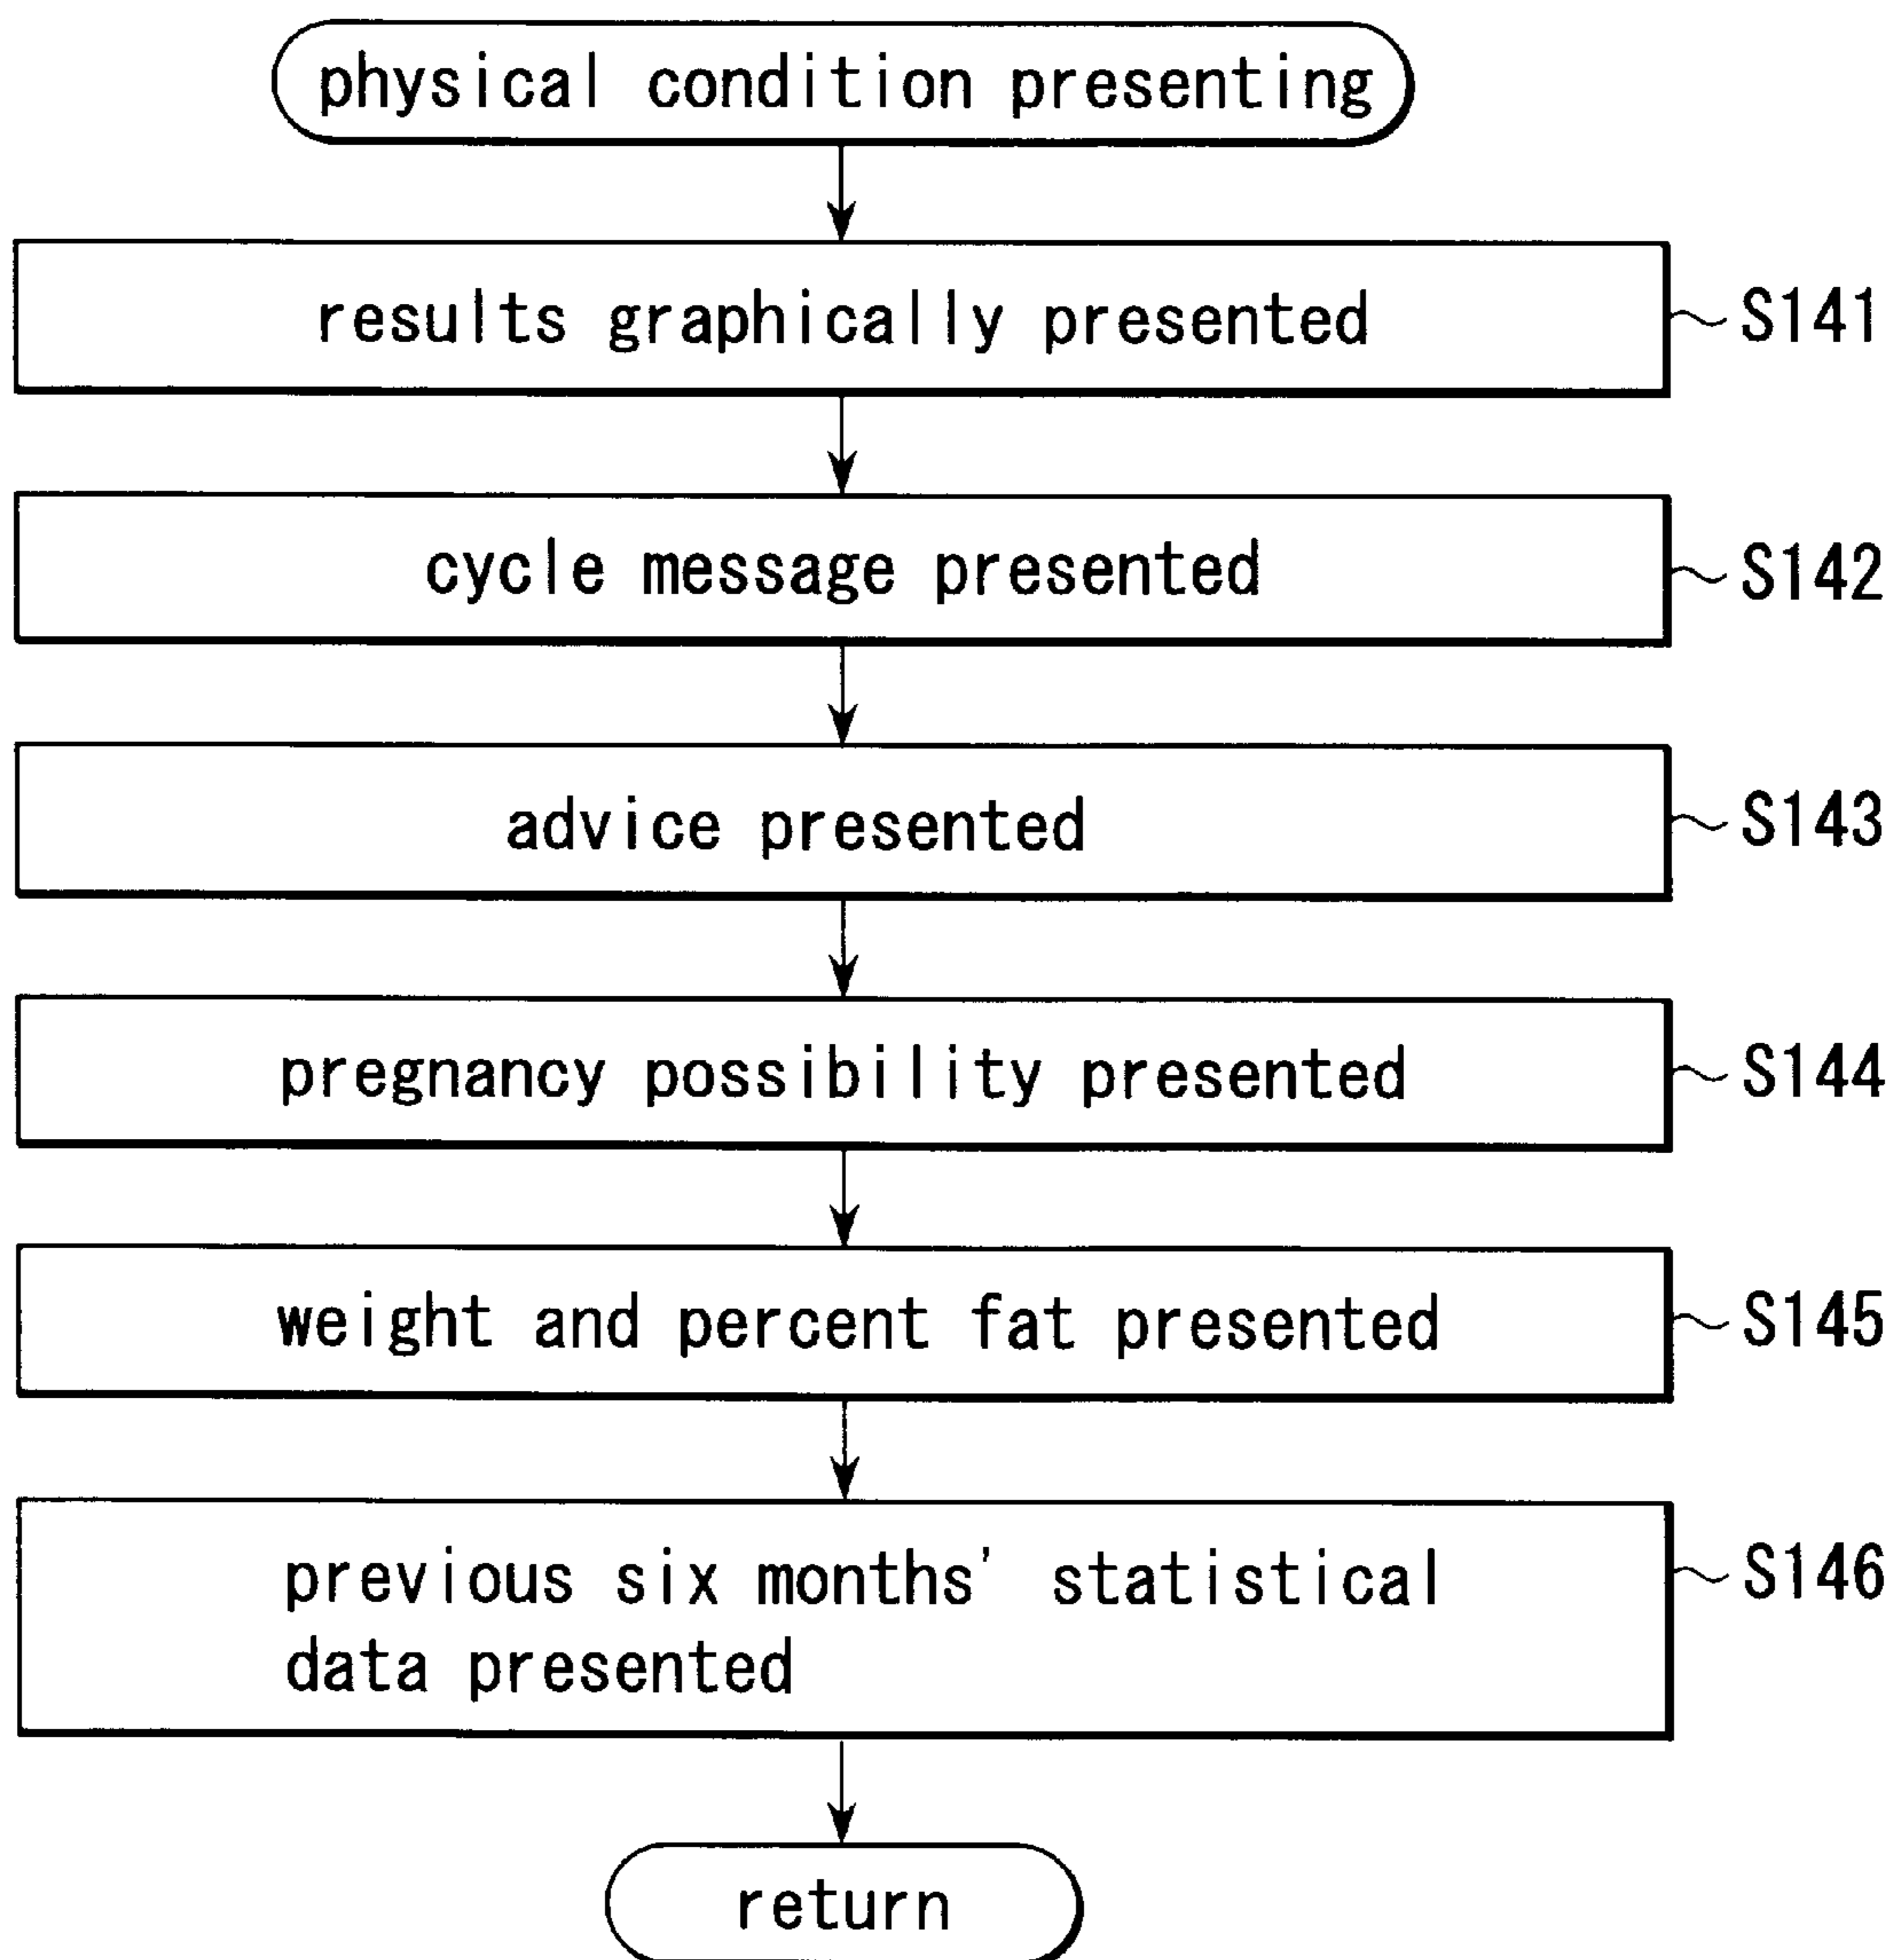 physical condition presenting
results graphically presented S141
cycle message presented S142
advice presented S143
pregnancy possibility presented S144
weight and percent fat presented S145
previous six months' statistical S146
data presented
return